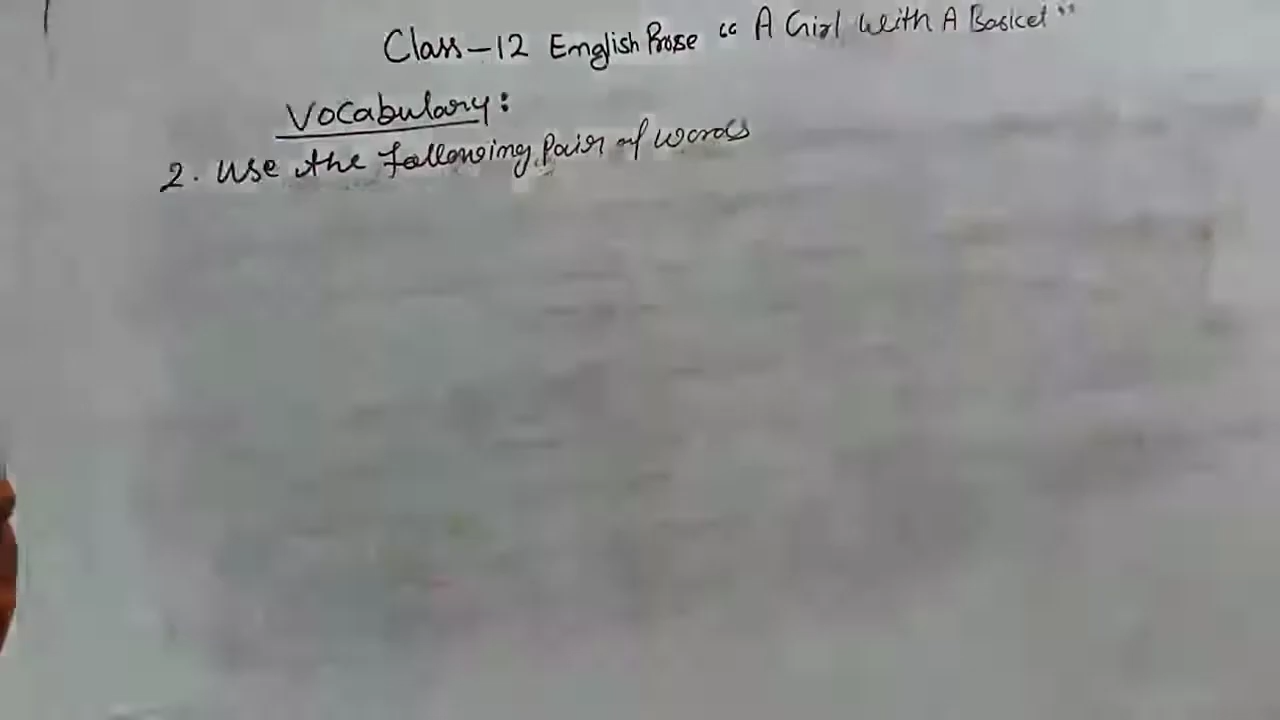 Class-12 English Prose "A Girl With A Basket"
Vocabulary:
2. Use the following pair of words